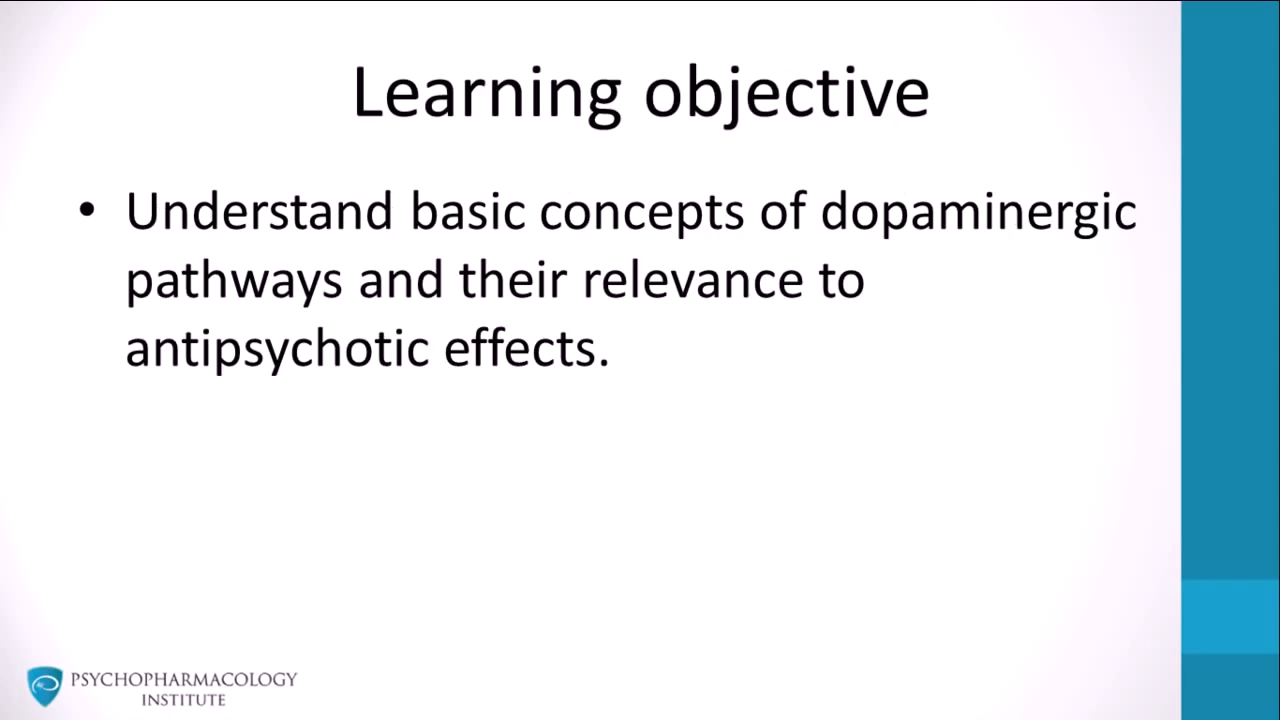 Learning objective
• Understand basic concepts of dopaminergic
pathways and their relevance to
antipsychotic effects.
PSYCHOPHARMACOLOGY
INSTITUTE